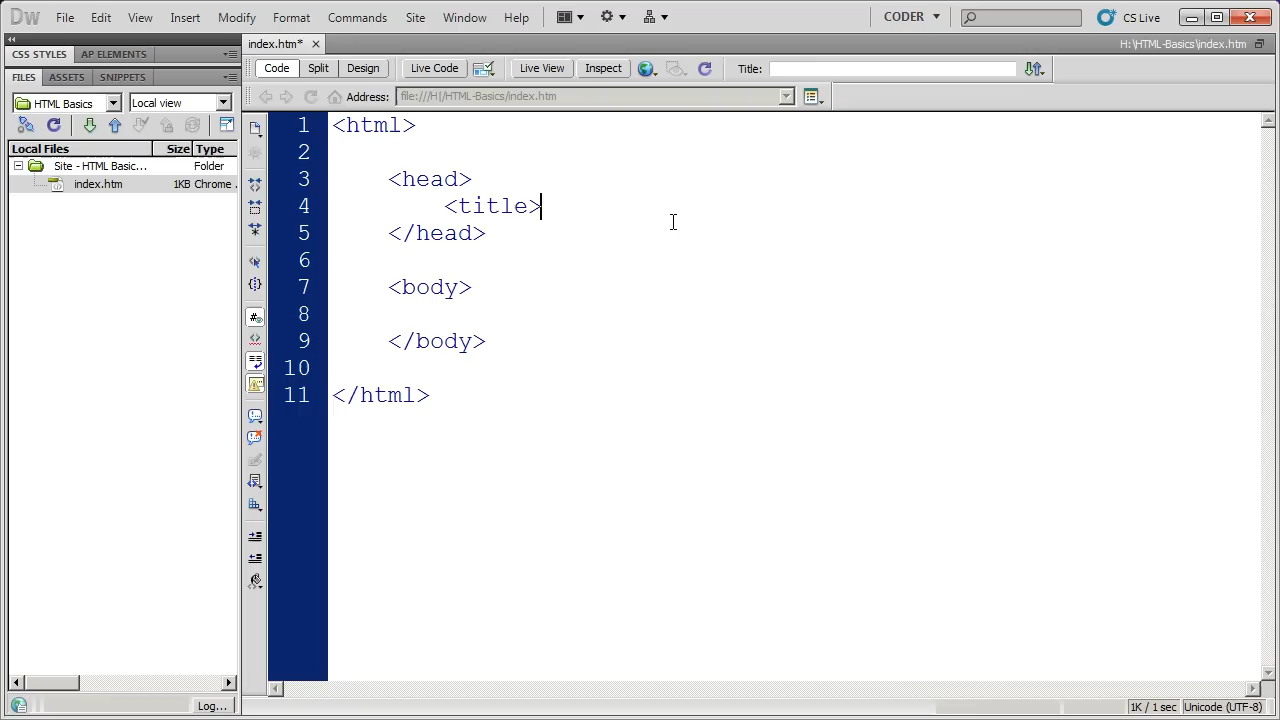 Dw File Edit View Insert Modify Format Commands Site Window Help CODER CS Live
CSS STYLES AP ELEMENTS
index.htm* H:\HTML-Basics\index.htm
FILES ASSETS SNIPPETS
Code Split Design Live Code Live View Inspect Title:
HTML Basics Local view
Address: file:///H|/HTML-Basics/index.htm
Local Files Size Type
Site - HTML Basic... Folder
index.htm 1KB Chrome .
1 <html>
2
3 <head>
4 <title>
5 </head>
6
7 <body>
8
9 </body>
10
11 </html>
Log... 1K / 1 sec Unicode (UTF-8)